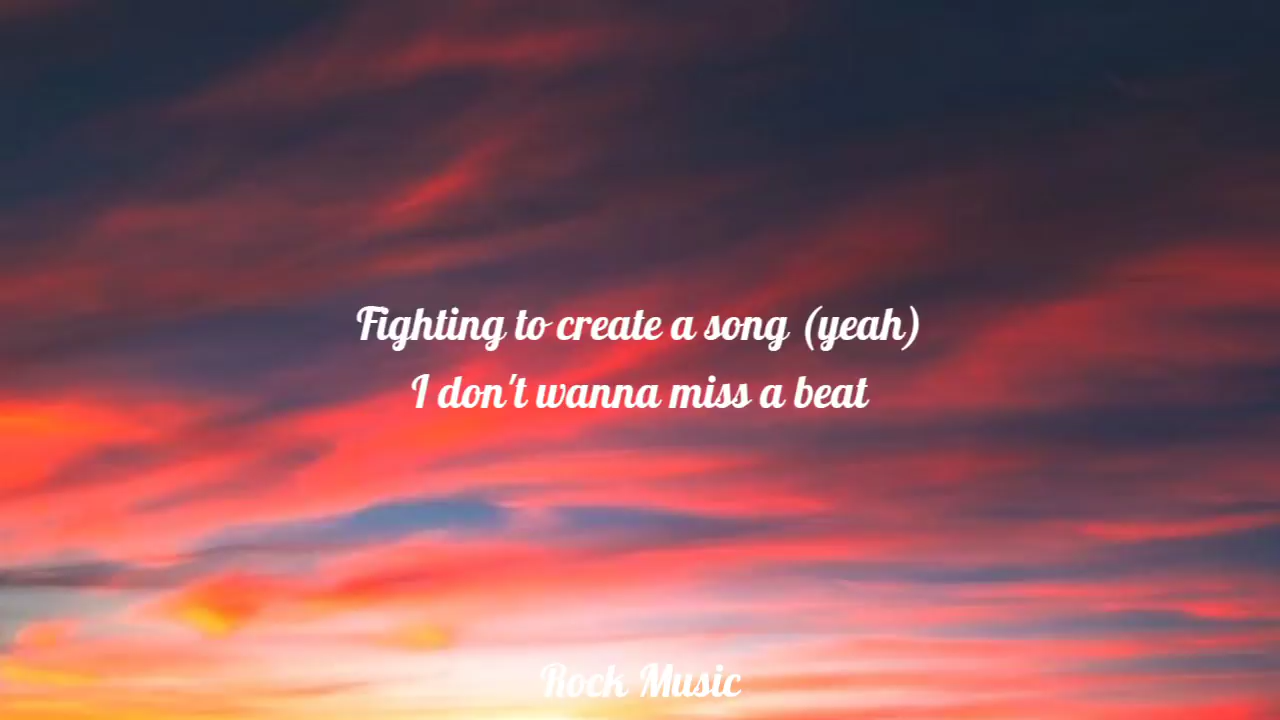 Fighting to create a song (yeah)
I don't wanna miss a beat
Rock Music